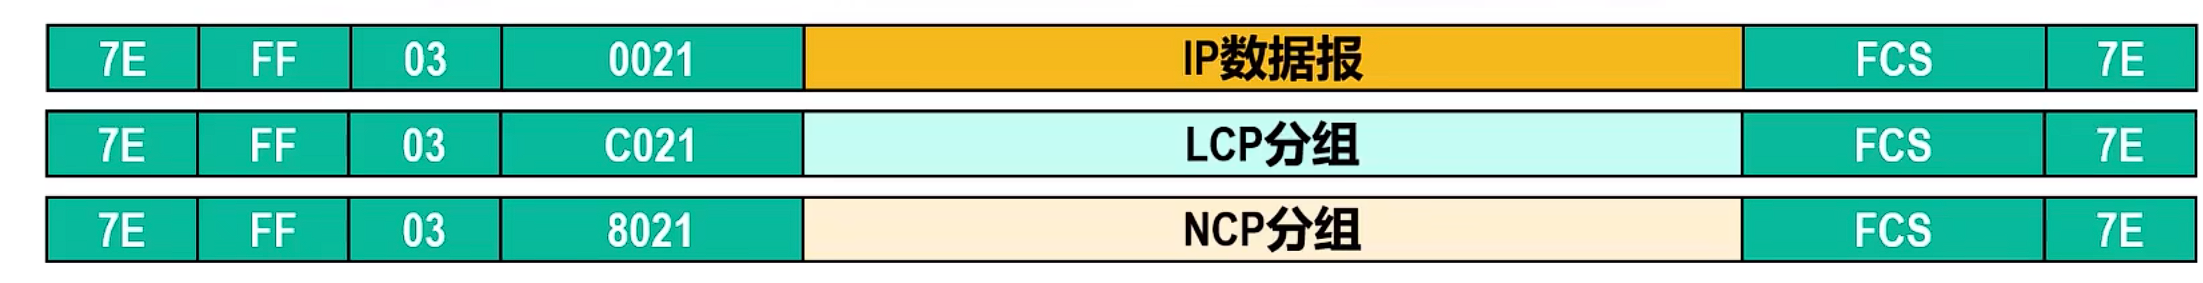 7E FF 03 0021 IP数据报 FCS 7E
7E FF 03 C021 LCP分组 FCS 7E
7E FF 03 8021 NCP分组 FCS 7E